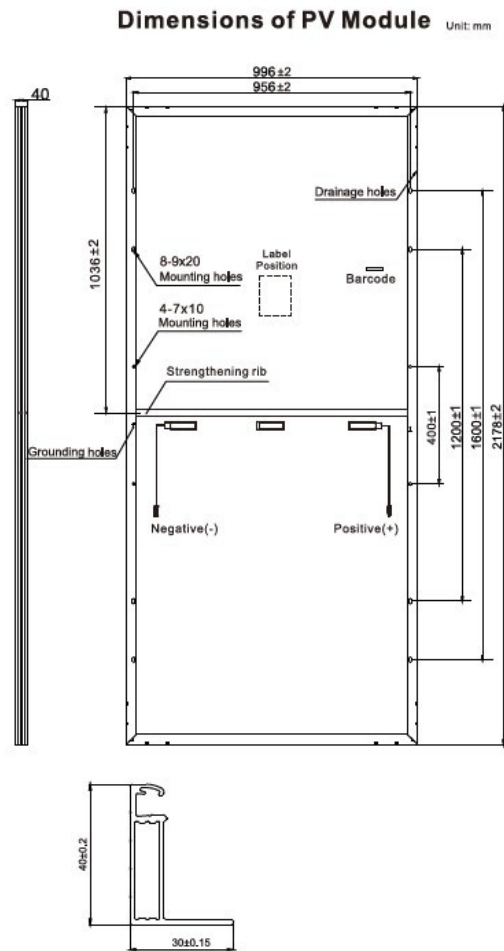 Dimensions of PV Module Unit: mm
996±2
956±2
40
Drainage holes
1036±2
8-9x20
Mounting holes
Label
Position
Barcode
4-7x10
Mounting holes
Strengthening rib
400±1
1200±1
1600±1
2178±2
Grounding holes
Negative(-)
Positive(+)
40±0.2
30±0.15